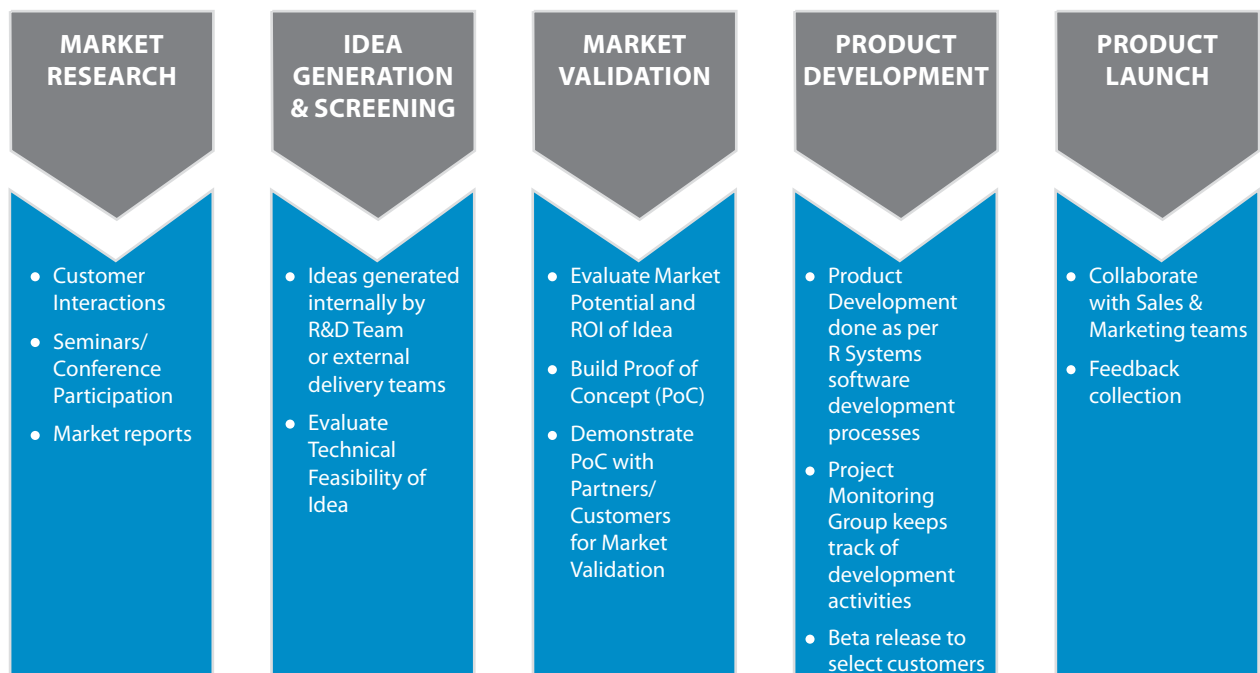 MARKET
RESEARCH
● Customer
Interactions
● Seminars/
Conference
Participation
● Market reports
IDEA
GENERATION
& SCREENING
● Ideas generated
internally by
R&D Team
or external
delivery teams
● Evaluate
Technical
Feasibility of
Idea
MARKET
VALIDATION
● Evaluate Market
Potential and
ROI of Idea
● Build Proof of
Concept (PoC)
● Demonstrate
PoC with
Partners/
Customers
for Market
Validation
PRODUCT
DEVELOPMENT
● Product
Development
done as per
R Systems
software
development
processes
● Project
Monitoring
Group keeps
track of
development
activities
● Beta release to
select customers
PRODUCT
LAUNCH
● Collaborate
with Sales &
Marketing teams
● Feedback
collection